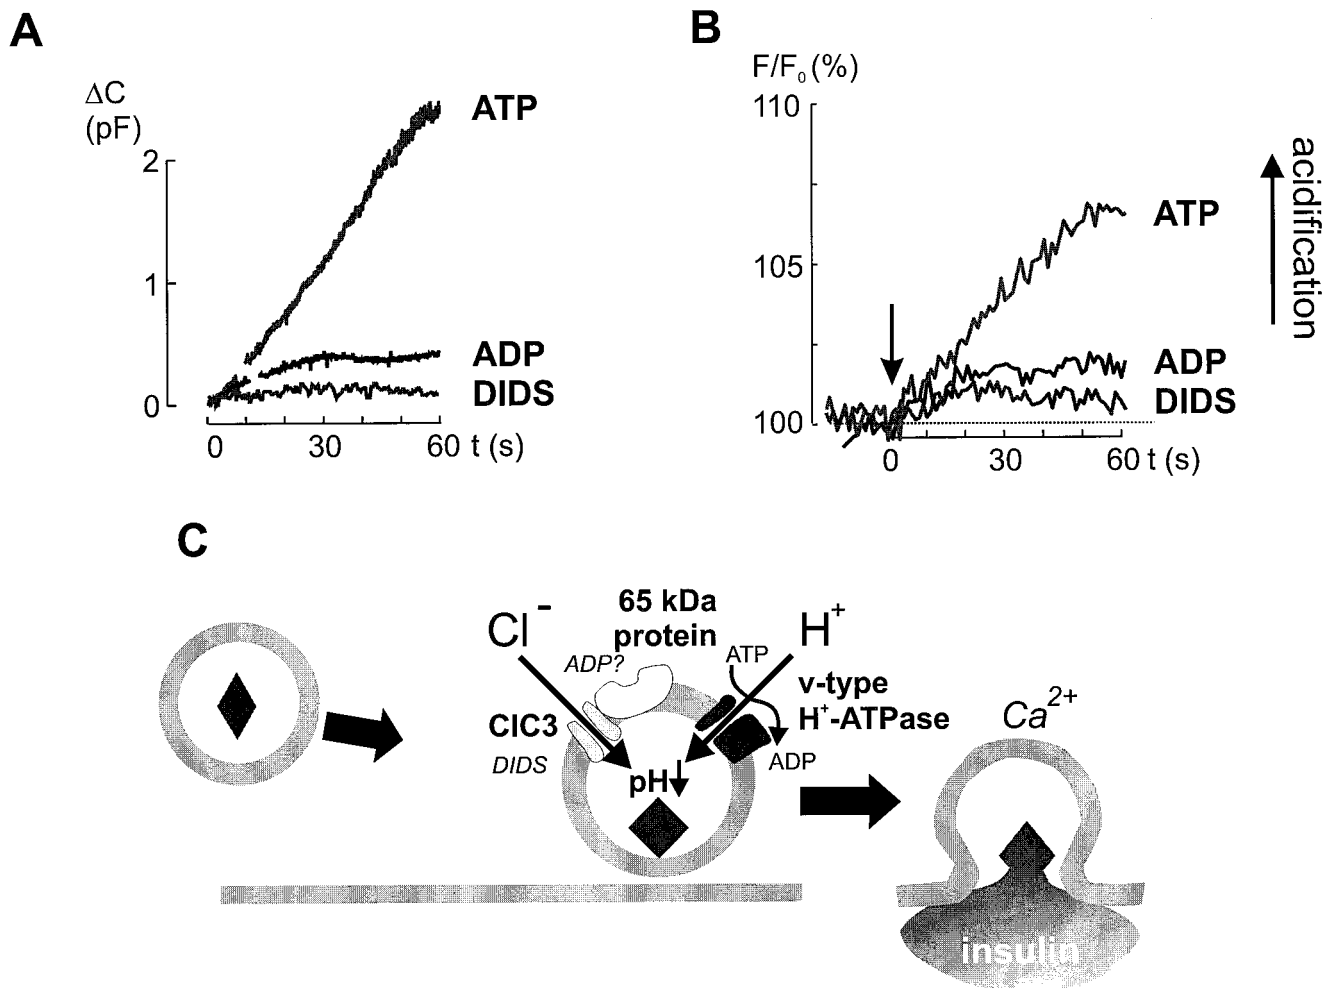 A
ΔC
(pF)
2
1
0
ATP
ADP
DIDS
0 30 60 t (s)
B
F/F₀ (%)
110
105
100
ATP
ADP
DIDS
0 30 60 t (s)
acidification
C
Cl⁻
65 kDa
protein
H⁺
ADP?
ATP
v-type
H⁺-ATPase
ClC3
DIDS
ADP
pH
Ca²⁺
insulin